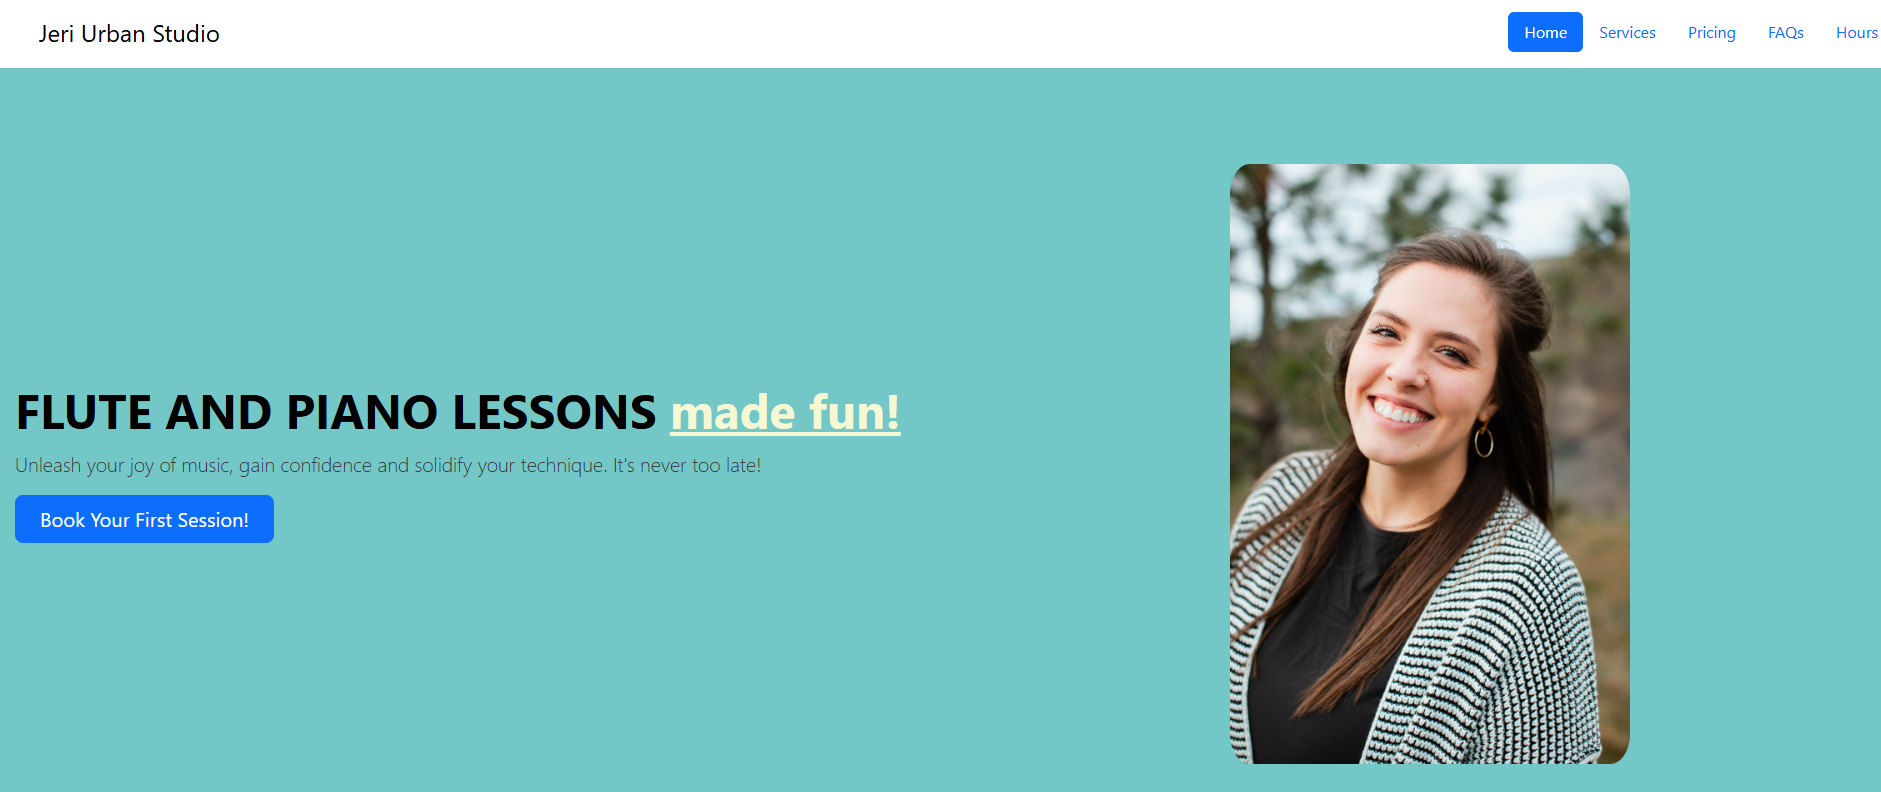 Jeri Urban Studio
Home Services Pricing FAQs Hours
FLUTE AND PIANO LESSONS made fun!
Unleash your joy of music, gain confidence and solidify your technique. It's never too late!
Book Your First Session!